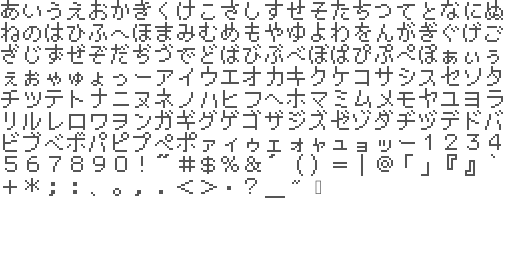 あいうえおかきくけこさしすせそたちつてとなにぬ
ねのはひふへほまみむめもやゆよわをんがぎぐげご
ざじずぜぞだぢづでどばびぶべぼぱぴぷぺぽぁぃぅ
ぇぉゃゅょっーアイウエオカキクケコサシスセソタ
チツテトナニヌネノハヒフヘホマミムメモヤユヨラ
リルレロワヲンガギグゲゴザジズゼゾダヂヅデドバ
ビブベボパピプペポァィゥェォャュョッー1234
567890!"#$%&'()=|@「」『』`
+*;:、。,.<>・?_"